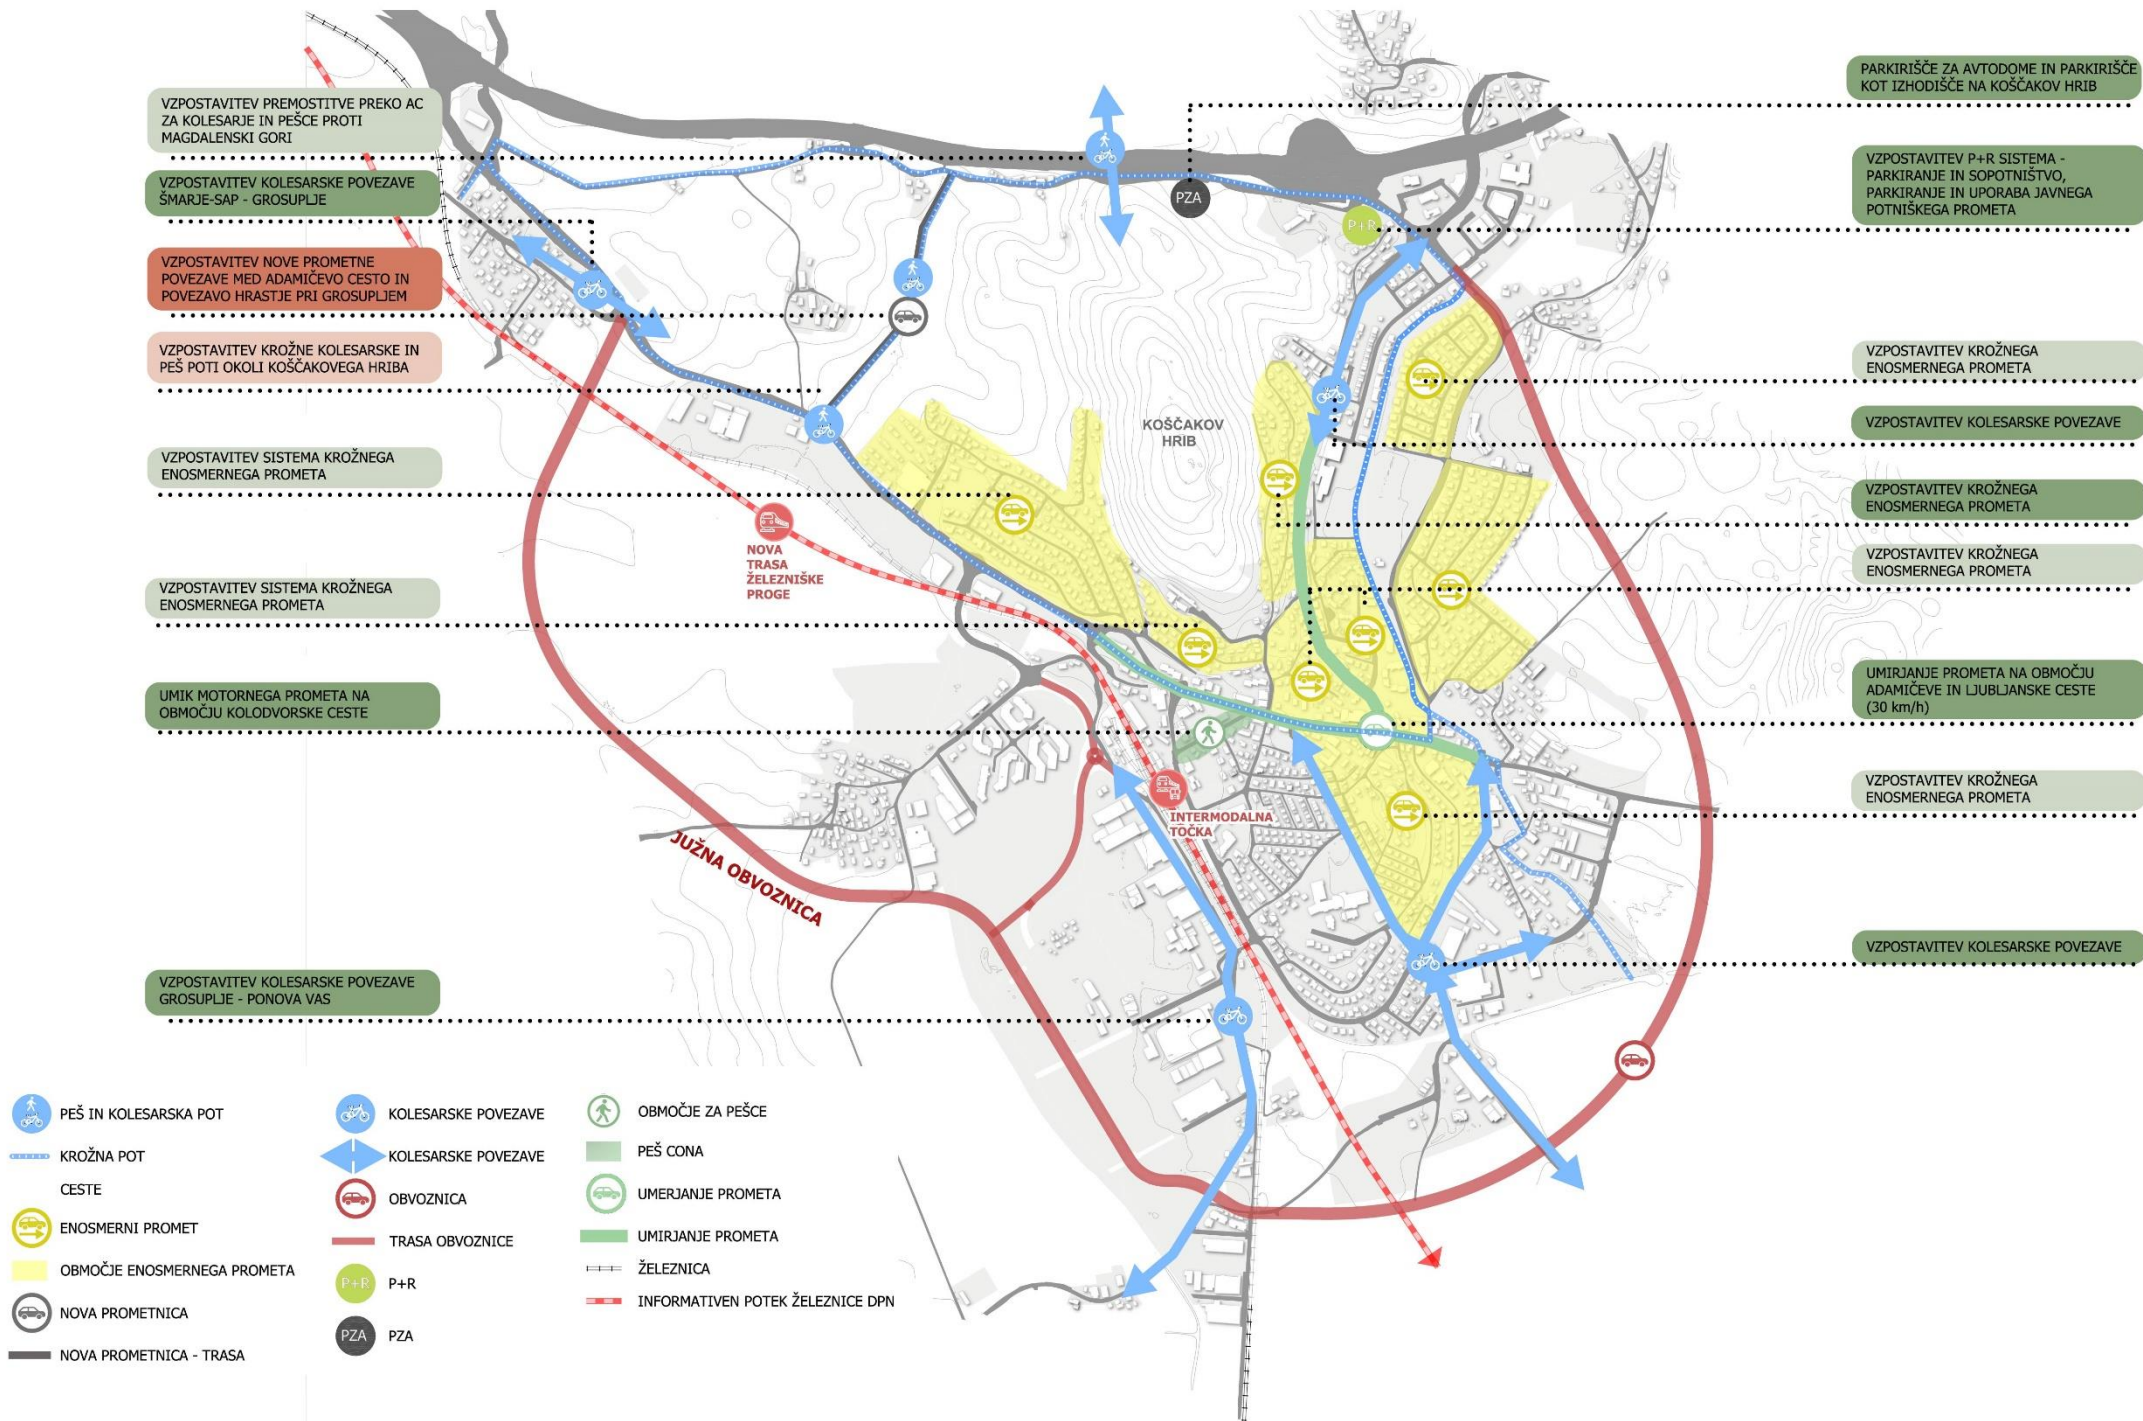 VZPOSTAVITEV PREMOSTITVE PREKO AC
ZA KOLESARJE IN PEŠCE PROTI
MAGDALENSKI GORI
VZPOSTAVITEV KOLESARSKE POVEZAVE
ŠMARJE-SAP - GROSUPLJE
VZPOSTAVITEV NOVE PROMETNE
POVEZAVE MED ADAMIČEVO CESTO IN
POVEZAVO HRASTJE PRI GROSUPLJEM
VZPOSTAVITEV KROŽNE KOLESARSKE IN
PEŠ POTI OKOLI KOŠČAKOVEGA HRIBA
VZPOSTAVITEV SISTEMA KROŽNEGA
ENOSMERNEGA PROMETA
VZPOSTAVITEV SISTEMA KROŽNEGA
ENOSMERNEGA PROMETA
UMIK MOTORNEGA PROMETA NA
OBMOČJU KOLODVORSKE CESTE
VZPOSTAVITEV KOLESARSKE POVEZAVE
GROSUPLJE - PONOVA VAS
PZA
P+R
KOŠČAKOV
HRIB
NOVA
TRASA
ŽELEZNIŠKE
PROGE
INTERMODALNA
TOČKA
JUŽNA OBVOZNICA
PARKIRIŠČE ZA AVTODOME IN PARKIRIŠČE
KOT IZHODIŠČE NA KOŠČAKOV HRIB
VZPOSTAVITEV P+R SISTEMA -
PARKIRANJE IN SOPOTNIŠTVO,
PARKIRANJE IN UPORABA JAVNEGA
POTNIŠKEGA PROMETA
VZPOSTAVITEV KROŽNEGA
ENOSMERNEGA PROMETA
VZPOSTAVITEV KOLESARSKE POVEZAVE
VZPOSTAVITEV KROŽNEGA
ENOSMERNEGA PROMETA
VZPOSTAVITEV KROŽNEGA
ENOSMERNEGA PROMETA
UMIRJANJE PROMETA NA OBMOČJU
ADAMIČEVE IN LJUBLJANSKE CESTE
(30 km/h)
VZPOSTAVITEV KROŽNEGA
ENOSMERNEGA PROMETA
VZPOSTAVITEV KOLESARSKE POVEZAVE
PEŠ IN KOLESARSKA POT
KROŽNA POT
CESTE
ENOSMERNI PROMET
OBMOČJE ENOSMERNEGA PROMETA
NOVA PROMETNICA
NOVA PROMETNICA - TRASA
KOLESARSKE POVEZAVE
KOLESARSKE POVEZAVE
OBVOZNICA
TRASA OBVOZNICE
P+R P+R
PZA PZA
OBMOČJE ZA PEŠCE
PEŠ CONA
UMERJANJE PROMETA
UMIRJANJE PROMETA
ŽELEZNICA
INFORMATIVEN POTEK ŽELEZNICE DPN